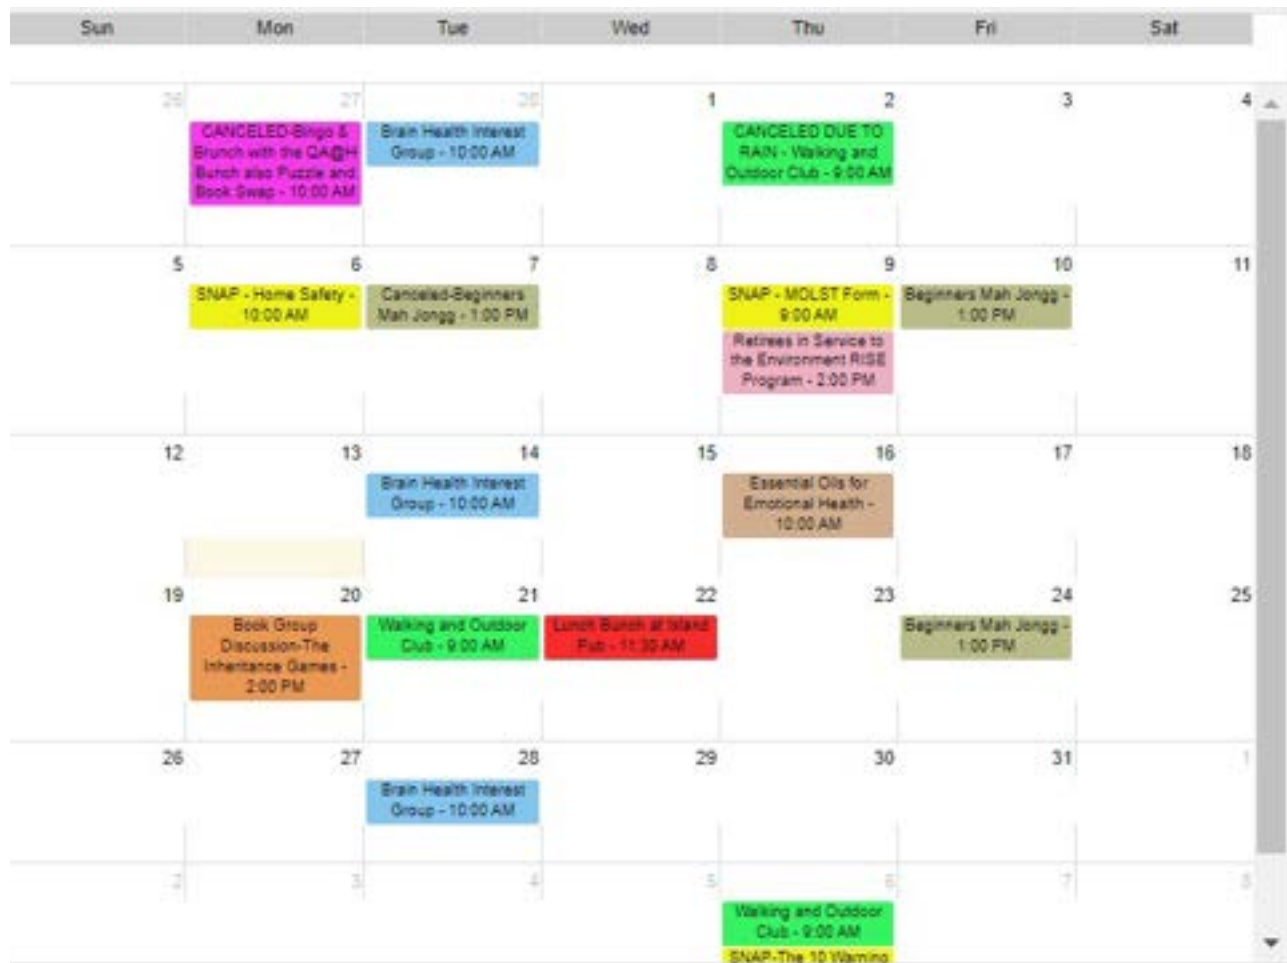 Sun Mon Tue Wed Thu Fri Sat
26 27 28 1 2 3 4
CANCELED-Bingo &
Brunch with the QA@H
Bunch also Puzzle and
Book Swap - 10:00 AM
Brain Health Interest
Group - 10:00 AM
CANCELED DUE TO
RAIN - Walking and
Outdoor Club - 9:00 AM
5 6 7 8 9 10 11
SNAP - Home Safety -
10:00 AM
Canceled-Beginners
Mah Jongg - 1:00 PM
SNAP - MOLST Form -
9:00 AM
Retirees in Service to
the Environment RISE
Program - 2:00 PM
Beginners Mah Jongg -
1:00 PM
12 13 14 15 16 17 18
Brain Health Interest
Group - 10:00 AM
Essential Oils for
Emotional Health -
10:00 AM
19 20 21 22 23 24 25
Book Group
Discussion-The
Inheritance Games -
2:00 PM
Walking and Outdoor
Club - 9:00 AM
Lunch Bunch at Island
Pub - 11:30 AM
Beginners Mah Jongg -
1:00 PM
26 27 28 29 30 31 1
Brain Health Interest
Group - 10:00 AM
2 3 4 5 6 7 8
Walking and Outdoor
Club - 9:00 AM
SNAP-The 10 Warning